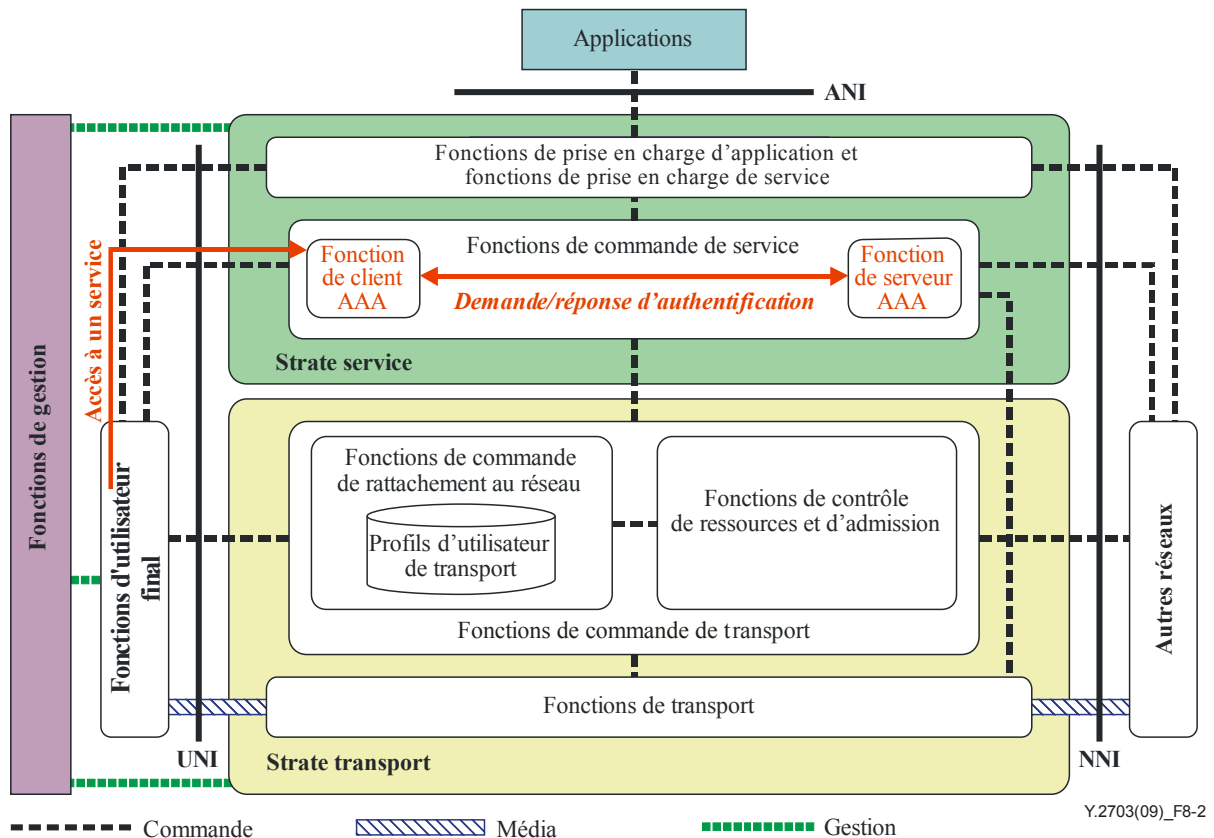 Applications
ANI
Fonctions de prise en charge d'application et
fonctions de prise en charge de service
Fonctions de commande de service
Fonction
de client
AAA
Demande/réponse d'authentification
Fonction
de serveur
AAA
Strate service
Accès à un service
Fonctions de gestion
Fonctions d'utilisateur
final
Fonctions de commande
de rattachement au réseau
Profils d'utilisateur
de transport
Fonctions de contrôle
de ressources et d'admission
Fonctions de commande de transport
Autres réseaux
Fonctions de transport
UNI
Strate transport
NNI
Y.2703(09)_F8-2
Commande
Média
Gestion